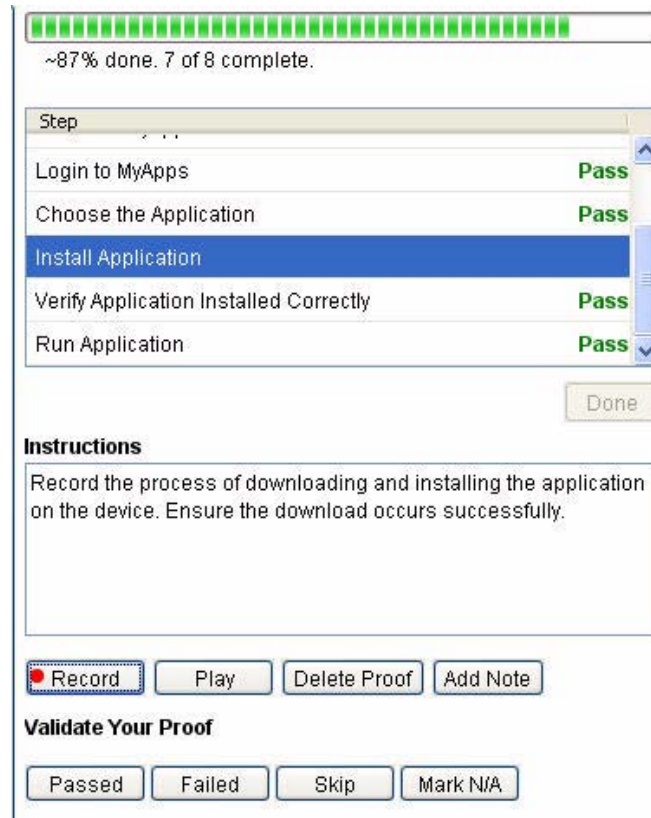 ~87% done. 7 of 8 complete.
Step
Login to MyApps Pass
Choose the Application Pass
Install Application
Verify Application Installed Correctly Pass
Run Application Pass
Done
Instructions
Record the process of downloading and installing the application
on the device. Ensure the download occurs successfully.
Record Play Delete Proof Add Note
Validate Your Proof
Passed Failed Skip Mark N/A